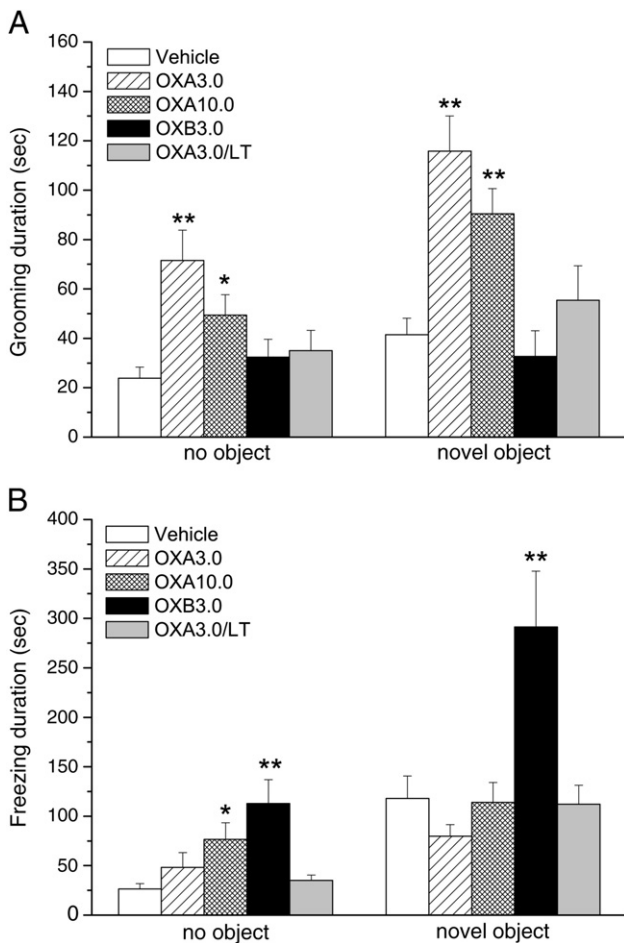 A
Grooming duration (sec)
160
140
120
100
80
60
40
20
0
Vehicle
OXA3.0
OXA10.0
OXB3.0
OXA3.0/LT
**
*
**
**
no object
novel object
B
Freezing duration (sec)
400
350
300
250
200
150
100
50
0
Vehicle
OXA3.0
OXA10.0
OXB3.0
OXA3.0/LT
*
**
**
no object
novel object